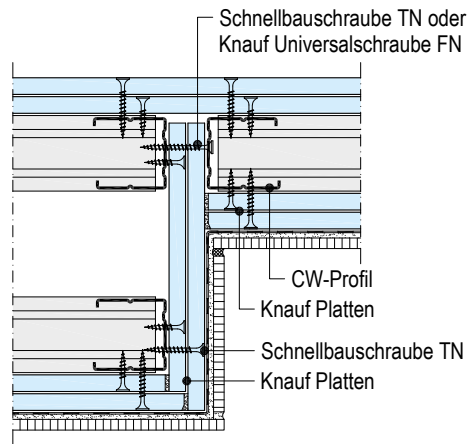 Schnellbauschraube TN oder
Knauf Universalschraube FN
CW-Profil
Knauf Platten
Schnellbauschraube TN
Knauf Platten